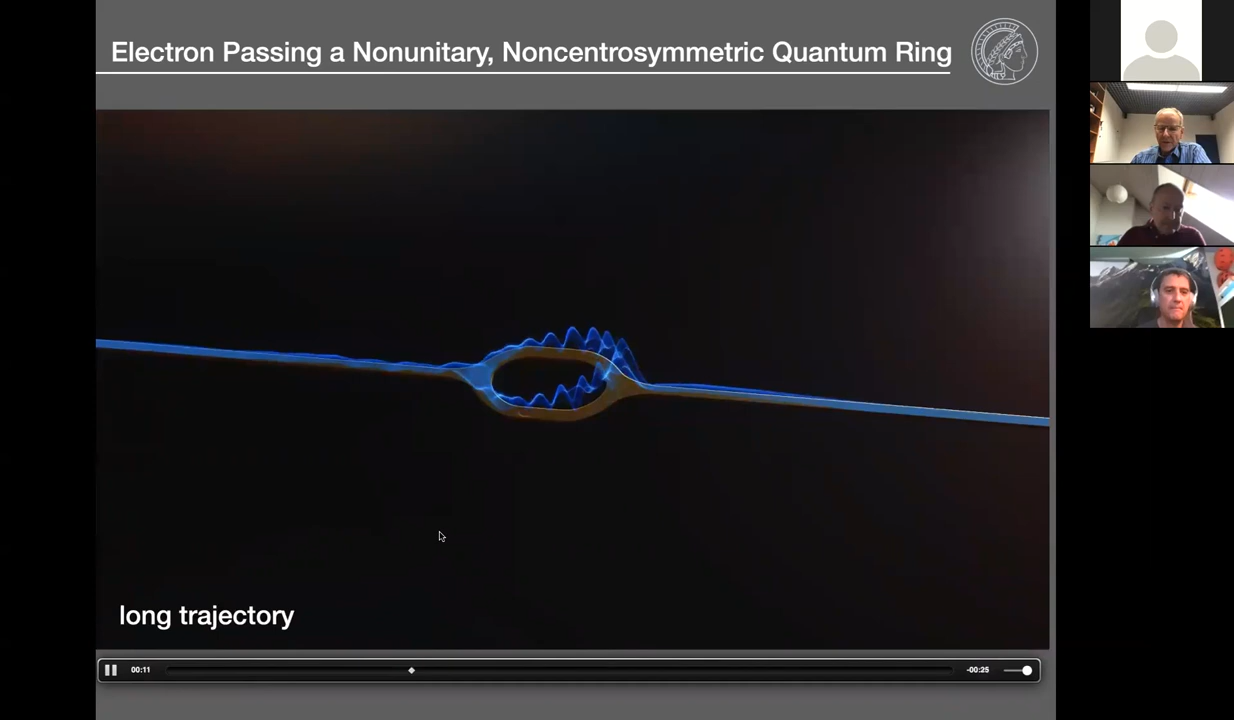 Electron Passing a Nonunitary, Noncentrosymmetric Quantum Ring
long trajectory
00:11
-00:25